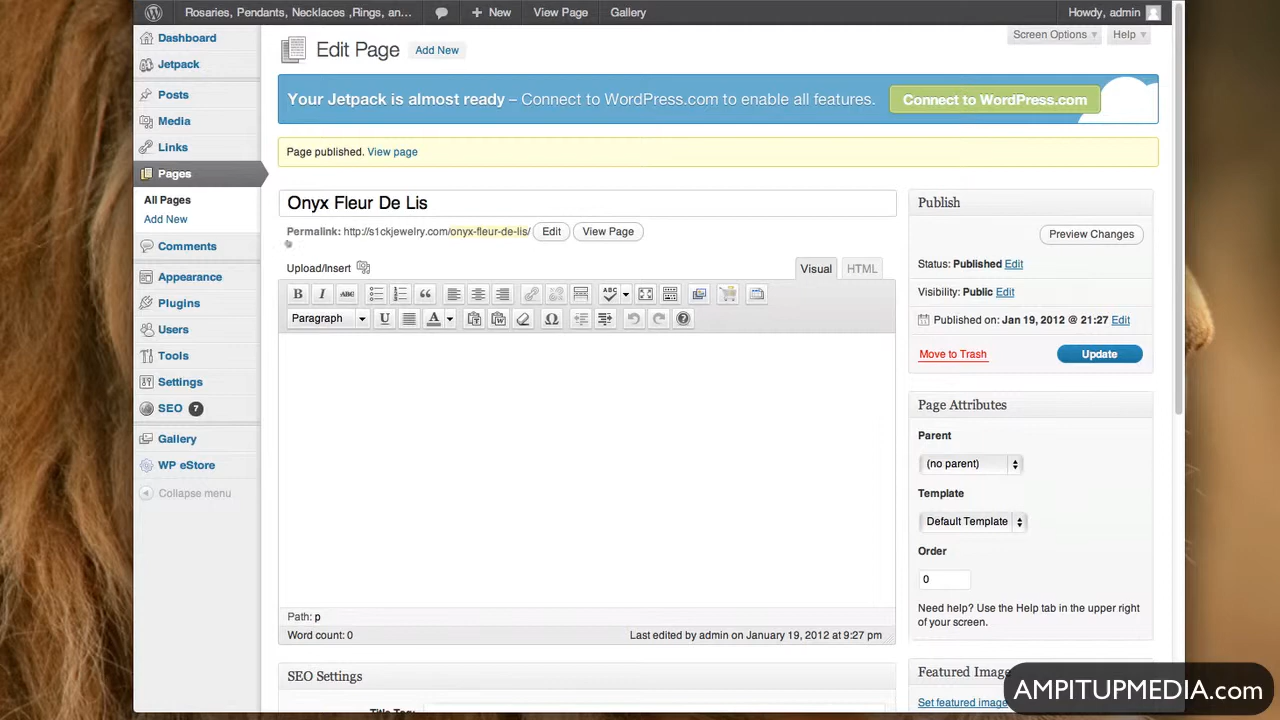 Rosaries, Pendants, Necklaces ,Rings, an... + New View Page Gallery Howdy, admin
Dashboard
Jetpack
Posts
Media
Links
Pages
All Pages
Add New
Comments
Appearance
Plugins
Users
Tools
Settings
SEO 7
Gallery
WP eStore
Collapse menu
Screen Options Help
Edit Page Add New
Your Jetpack is almost ready – Connect to WordPress.com to enable all features. Connect to WordPress.com
Page published. View page
Onyx Fleur De Lis
Permalink: http://s1ckjewelry.com/onyx-fleur-de-lis/ Edit View Page
Upload/Insert Visual HTML
B I ABC ABC
Paragraph U A Ω
Path: p
Word count: 0 Last edited by admin on January 19, 2012 at 9:27 pm
SEO Settings
Title Tag:
Publish
Preview Changes
Status: Published Edit
Visibility: Public Edit
Published on: Jan 19, 2012 @ 21:27 Edit
Move to Trash Update
Page Attributes
Parent
(no parent)
Template
Default Template
Order
0
Need help? Use the Help tab in the upper right
of your screen.
Featured Image
Set featured image
AMPITUPMEDIA.com